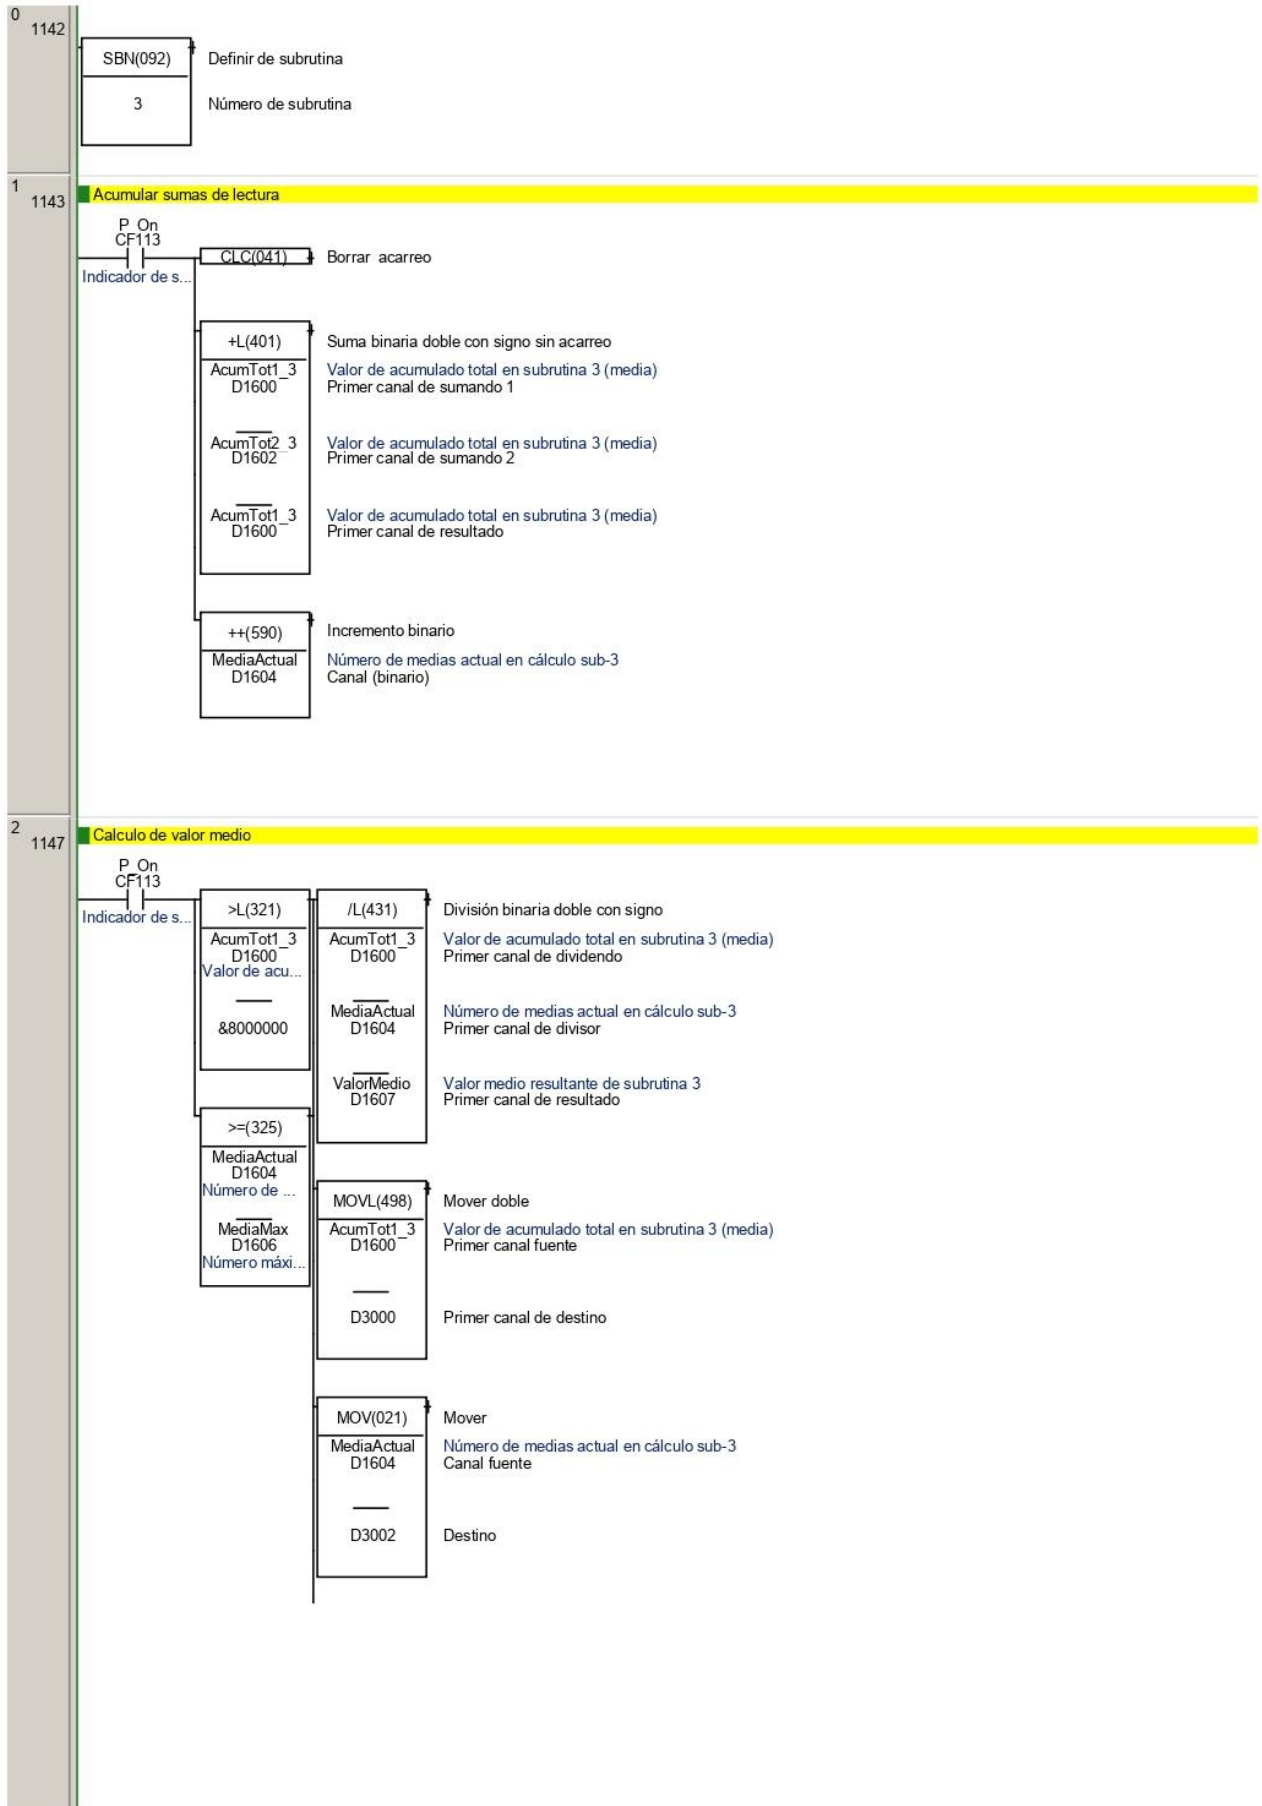 0
1142
SBN(092)
Definir de subrutina
3
Número de subrutina
1
1143
Acumular sumas de lectura
P_On
CF113
Indicador de s...
CLC(041)
Borrar acarreo
+L(401)
Suma binaria doble con signo sin acarreo
AcumTot1_3
Valor de acumulado total en subrutina 3 (media)
D1600
Primer canal de sumando 1
AcumTot2_3
Valor de acumulado total en subrutina 3 (media)
D1602
Primer canal de sumando 2
AcumTot1_3
Valor de acumulado total en subrutina 3 (media)
D1600
Primer canal de resultado
++(590)
Incremento binario
MediaActual
Número de medias actual en cálculo sub-3
D1604
Canal (binario)
2
1147
Calculo de valor medio
P_On
CF113
Indicador de s...
>L(321)
AcumTot1_3
D1600
Valor de acu...
&8000000
>=(325)
MediaActual
D1604
Número de ...
MediaMax
D1606
Número máxi...
/L(431)
División binaria doble con signo
AcumTot1_3
Valor de acumulado total en subrutina 3 (media)
D1600
Primer canal de dividendo
MediaActual
Número de medias actual en cálculo sub-3
D1604
Primer canal de divisor
ValorMedio
Valor medio resultante de subrutina 3
D1607
Primer canal de resultado
MOVL(498)
Mover doble
AcumTot1_3
Valor de acumulado total en subrutina 3 (media)
D1600
Primer canal fuente
D3000
Primer canal de destino
MOV(021)
Mover
MediaActual
Número de medias actual en cálculo sub-3
D1604
Canal fuente
D3002
Destino